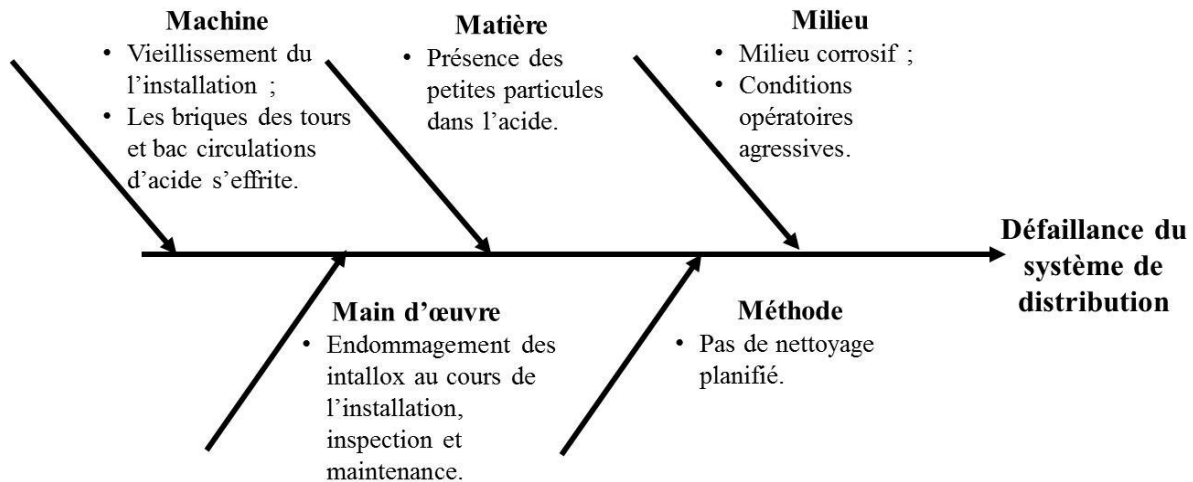 Machine
• Vieillissement du
l’installation ;
• Les briques des tours
et bac circulations
d’acide s’effrite.
Matière
• Présence des
petites particules
dans l’acide.
Milieu
• Milieu corrosif ;
• Conditions
opératoires
agressives.
Défaillance du
système de
distribution
Main d’œuvre
• Endommagement des
intallox au cours de
l’installation,
inspection et
maintenance.
Méthode
• Pas de nettoyage
planifié.